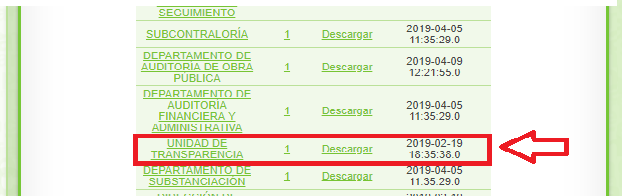 SEGUIMIENTO
SUBCONTRALORÍA 1 Descargar 2019-04-05 11:35:29.0
DEPARTAMENTO DE
AUDITORÍA DE OBRA
PÚBLICA
1 Descargar 2019-04-09 12:21:55.0
DEPARTAMENTO DE
AUDITORÍA
FINANCIERA Y
ADMINISTRATIVA
1 Descargar 2019-04-05 11:35:29.0
UNIDAD DE
TRANSPARENCIA
1 Descargar 2019-02-19 18:35:38.0
DEPARTAMENTO DE
SUBSTANCIACIÓN
1 Descargar 2019-04-05 11:35:29.0